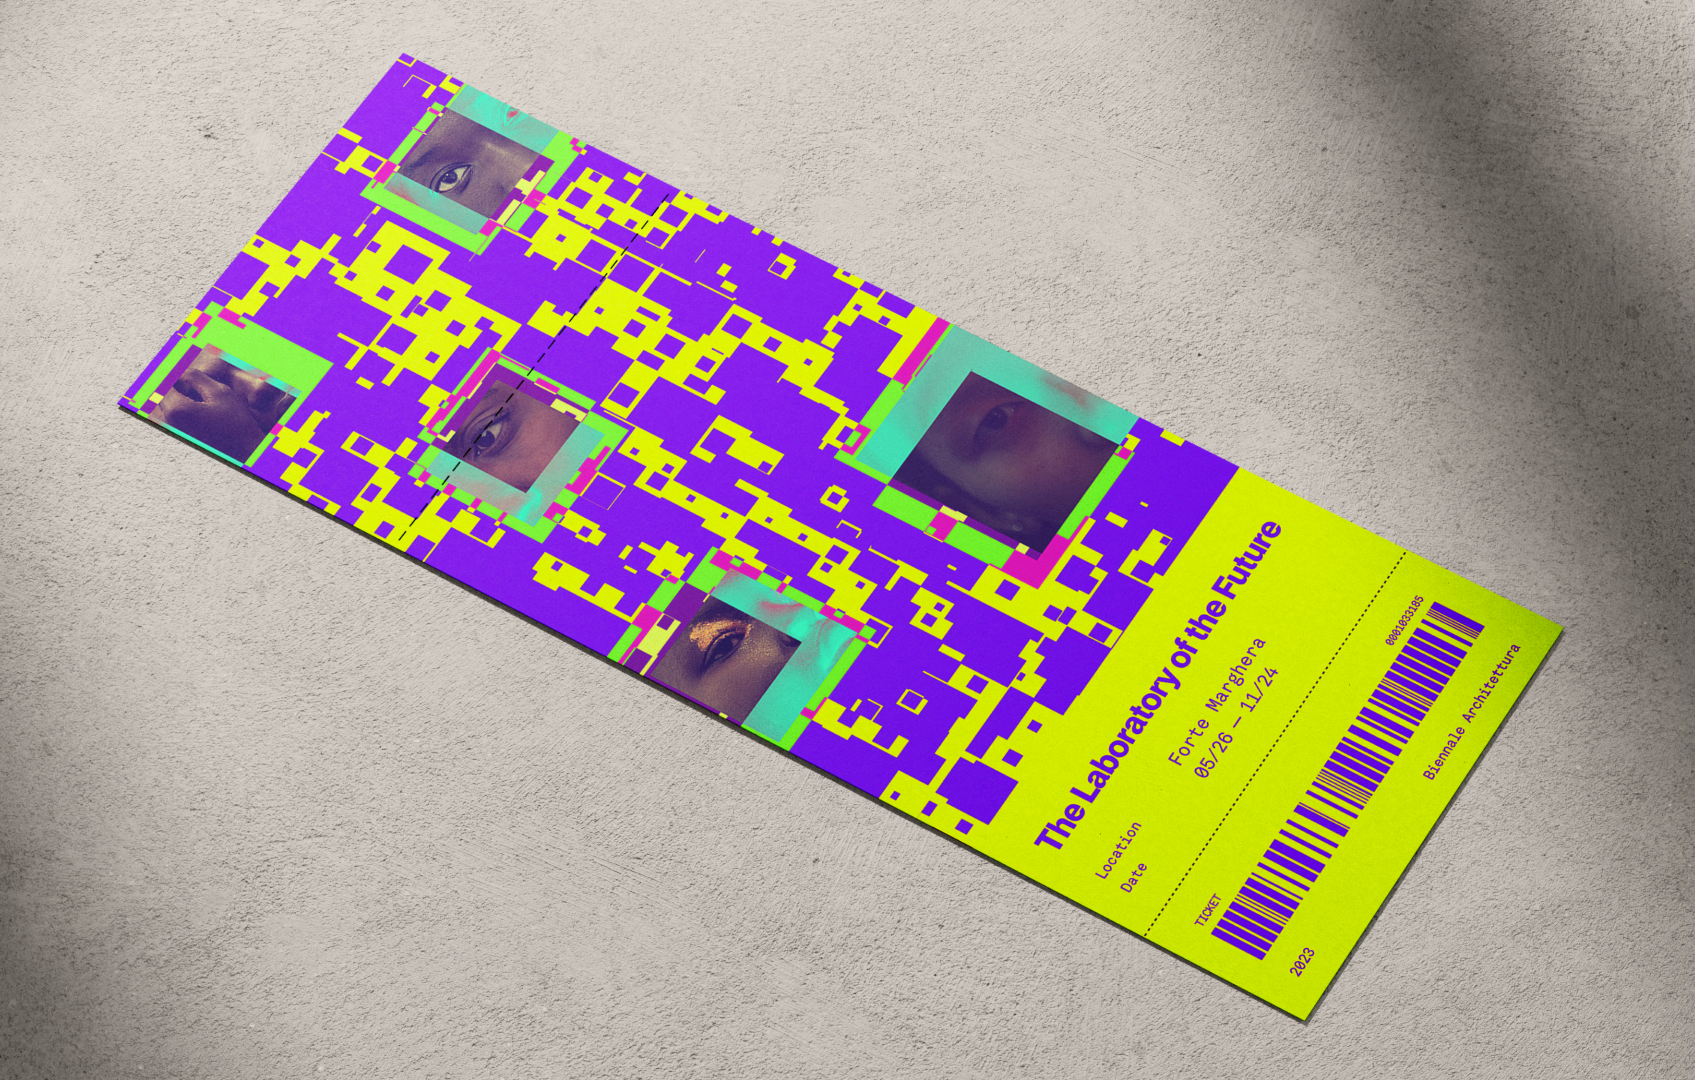 The Laboratory of the Future
Location
Forte Marghera
Date
05/26 — 11/24
TICKET
0001033185
2023
Biennale Architettura